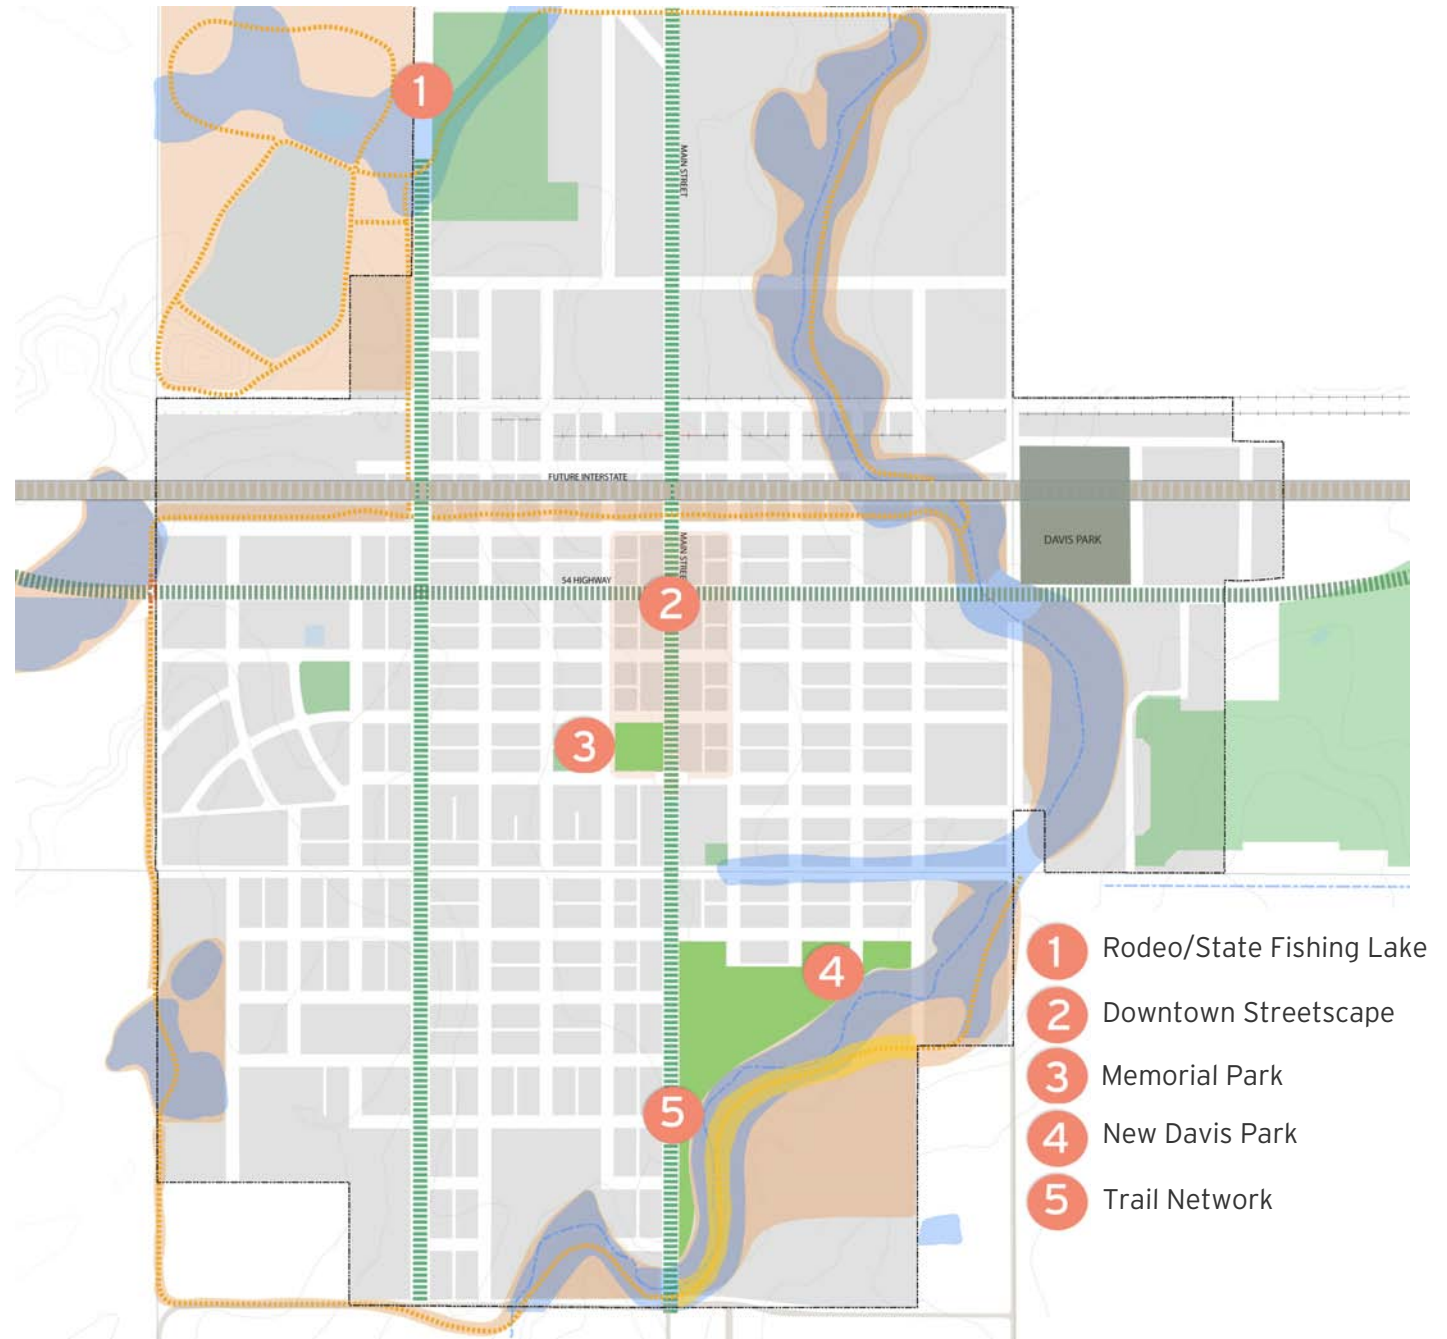 1
MAIN STREET
FUTURE INTERSTATE
DAVIS PARK
MAIN STREE
54 HIGHWAY
2
3
4
5
1 Rodeo/State Fishing Lake
2 Downtown Streetscape
3 Memorial Park
4 New Davis Park
5 Trail Network